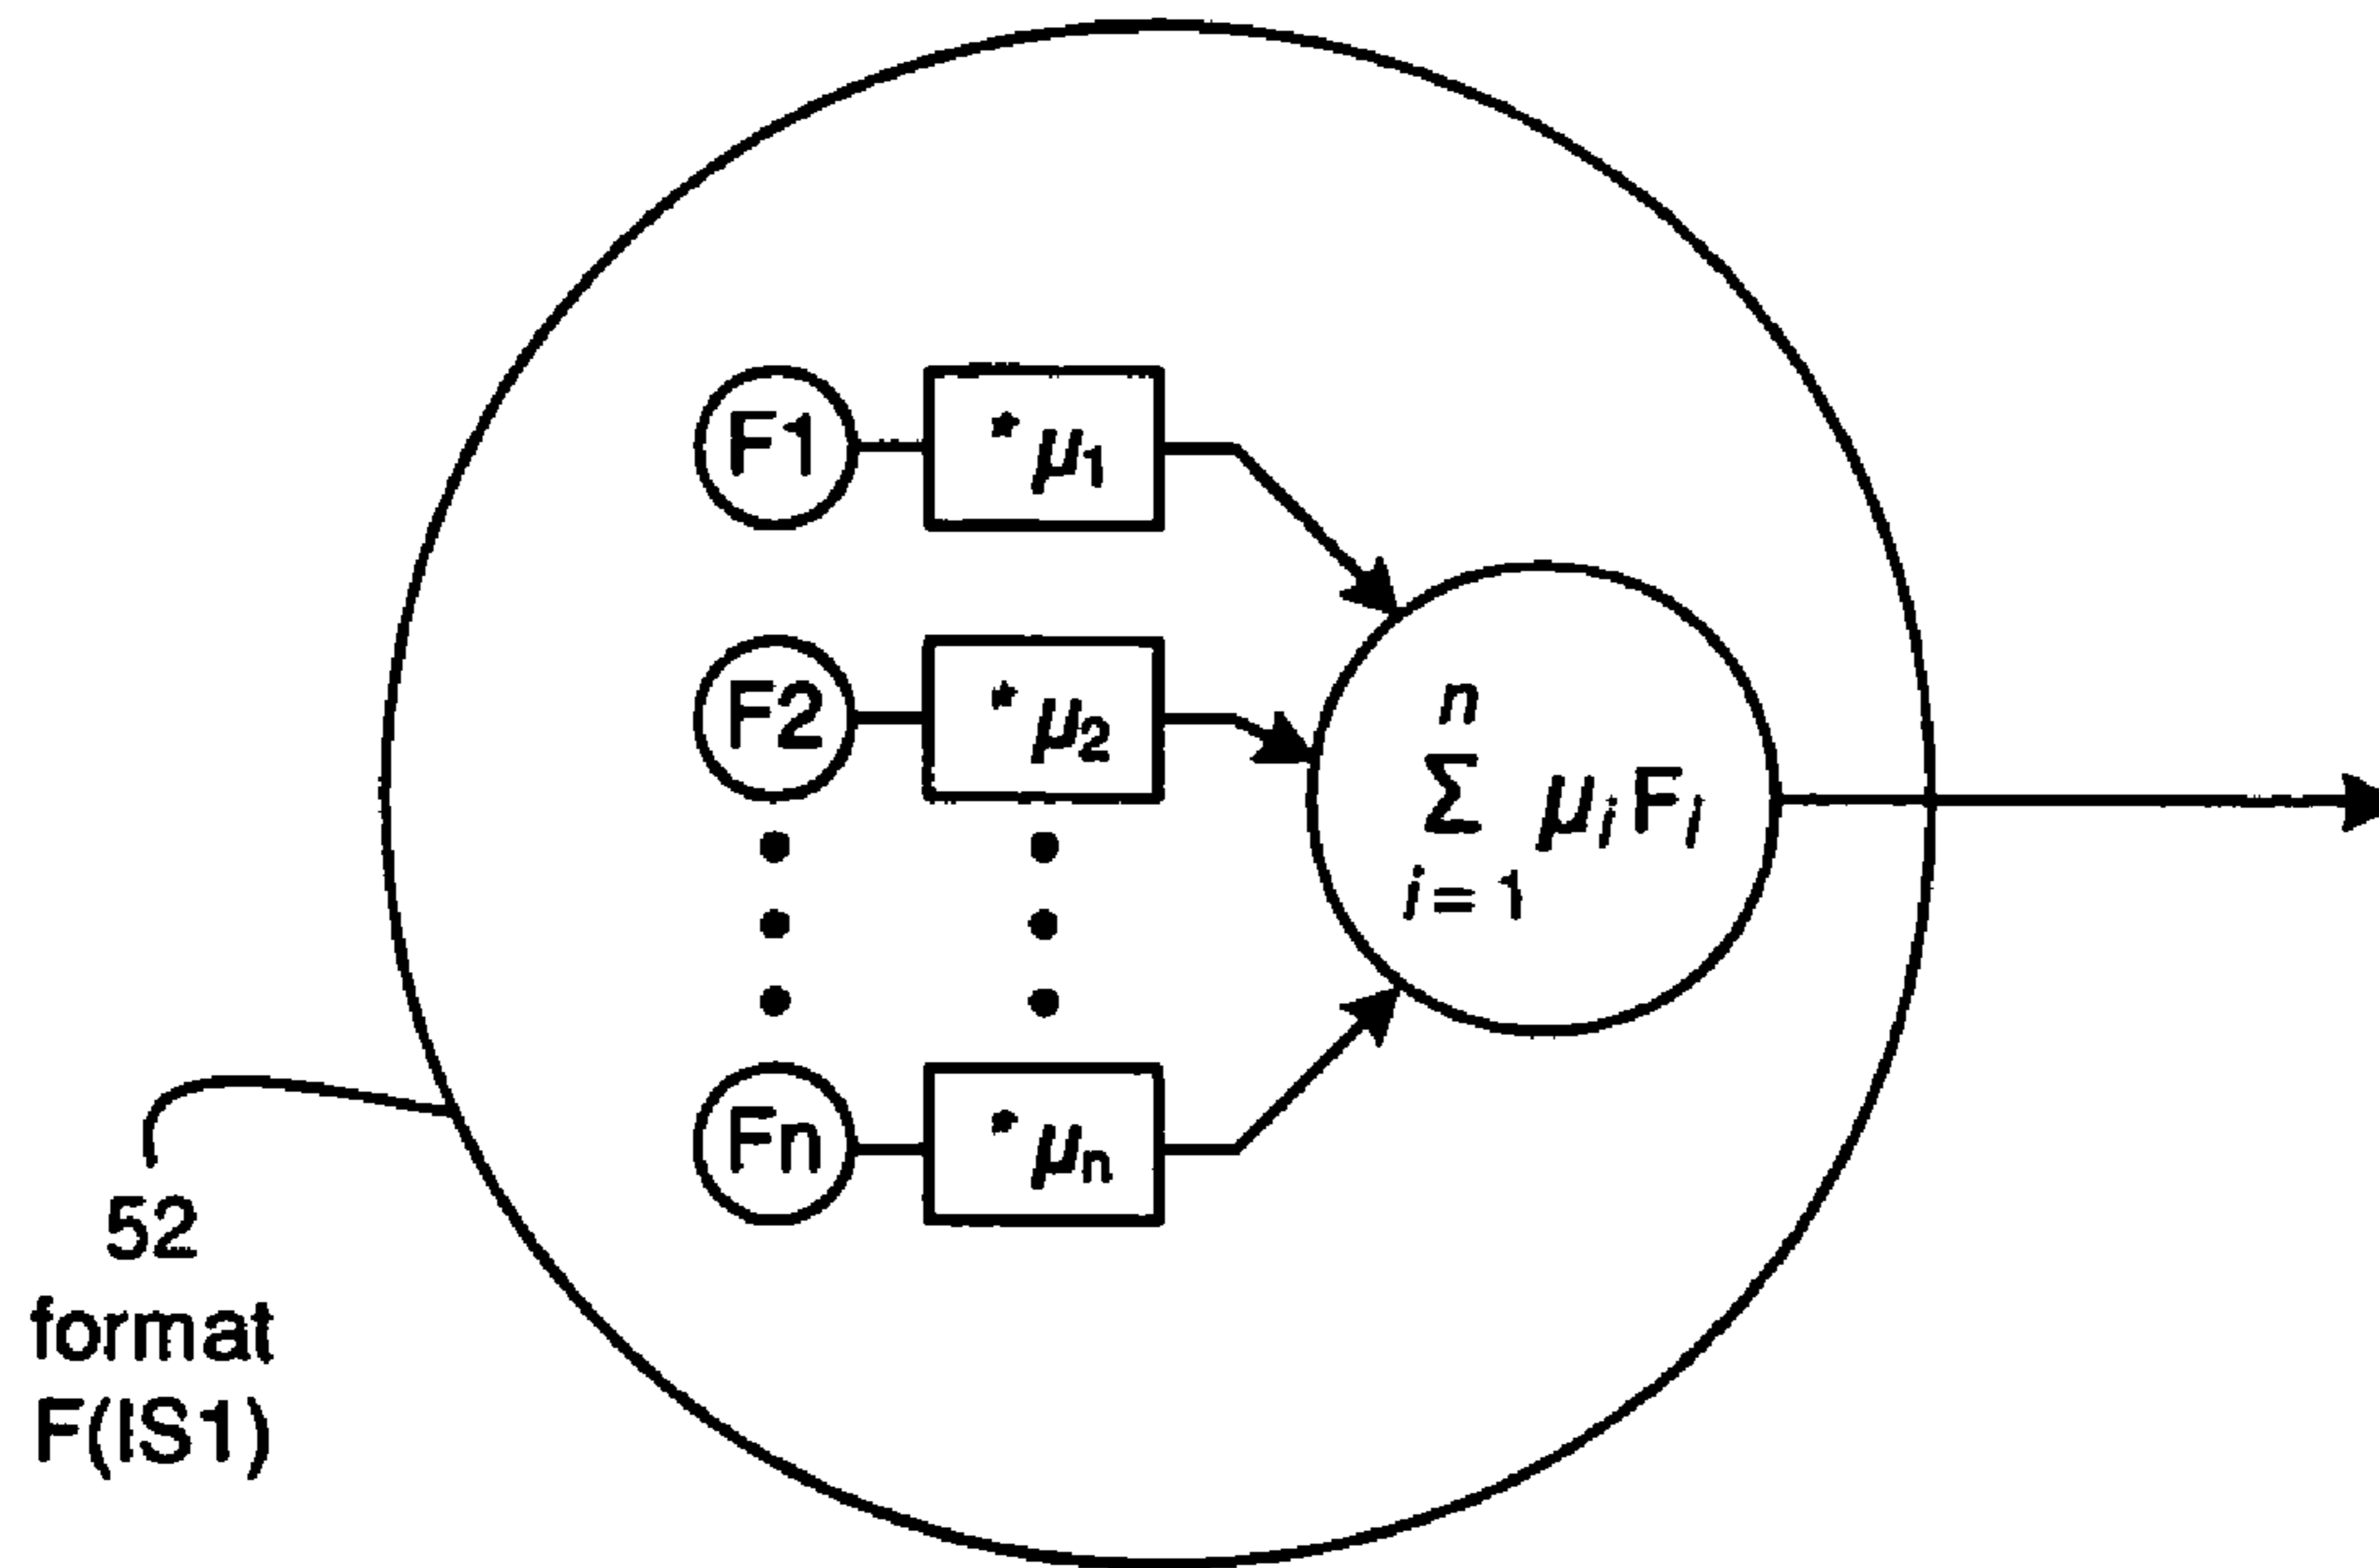 F1 *μ₁
F2 *μ₂
n
Σ μᵢFᵢ
i = 1
Fn *μₙ
52
format
F(IS1)